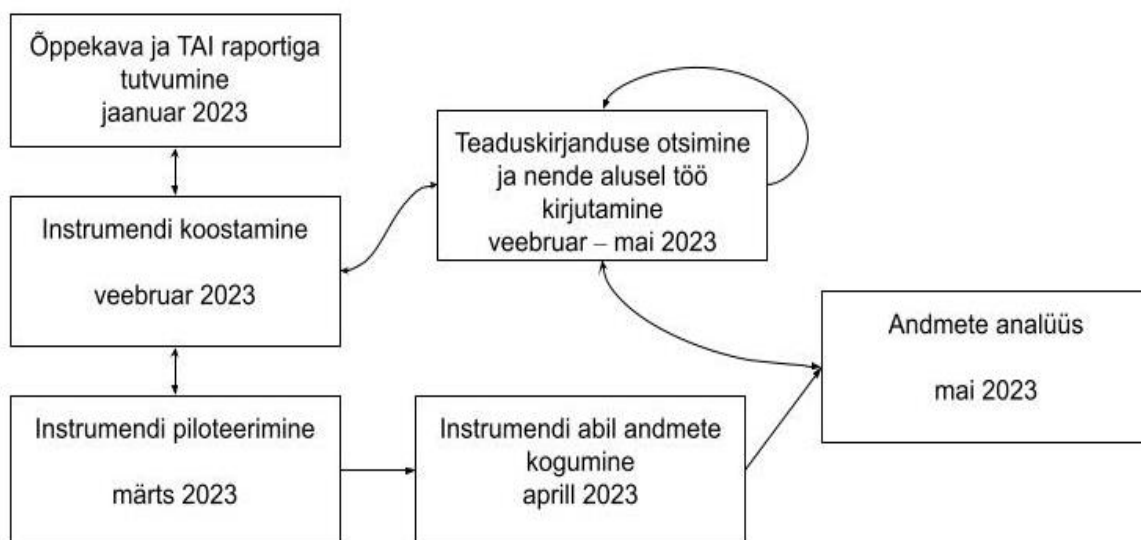 Õppekava ja TAI raportiga
tutvumine
jaanuar 2023
Instrumendi koostamine
veebruar 2023
Instrumendi piloteerimine
märts 2023
Teaduskirjanduse otsimine
ja nende alusel töö
kirjutamine
veebruar – mai 2023
Instrumendi abil andmete
kogumine
aprill 2023
Andmete analüüs
mai 2023